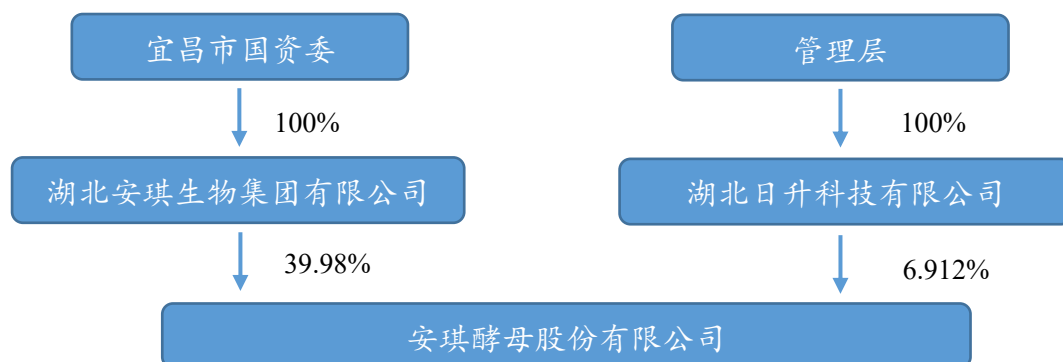 宜昌市国资委
管理层
100%
100%
湖北安琪生物集团有限公司
湖北日升科技有限公司
39.98%
6.912%
安琪酵母股份有限公司